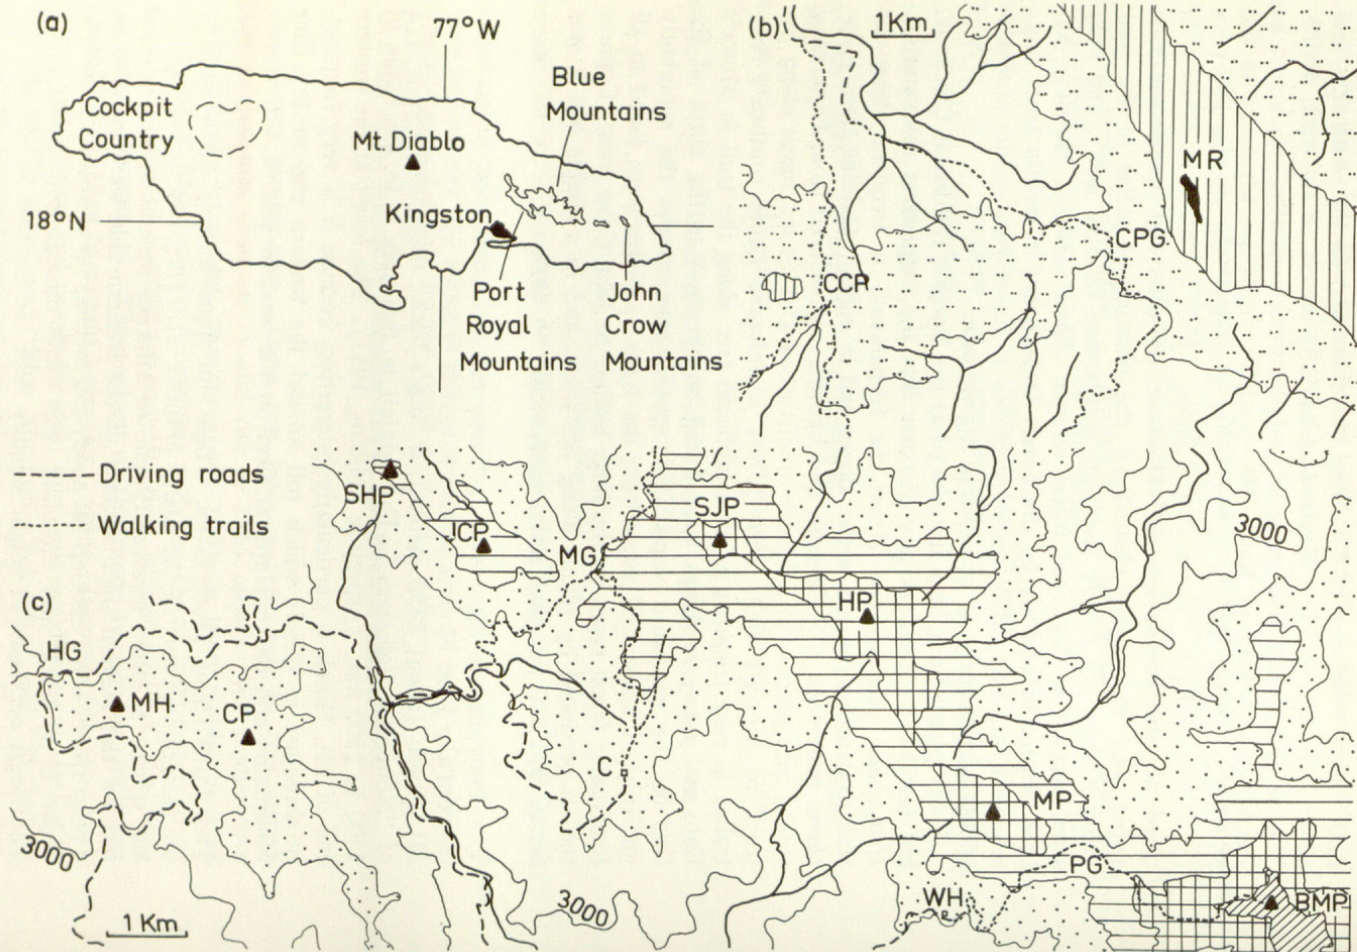 (a)
77°W
Blue
Mountains
Cockpit
Country
Mt. Diablo
Kingston
18°N
Port
Royal
Mountains
John
Crow
Mountains
(b)
1Km
MR
CPG
CCR
Driving roads
Walking trails
(c)
SHP
JCP
MG
SJP
HP
3000
HG
MH
CP
C
MP
PG
WH
BMP
3000
3000
1 Km